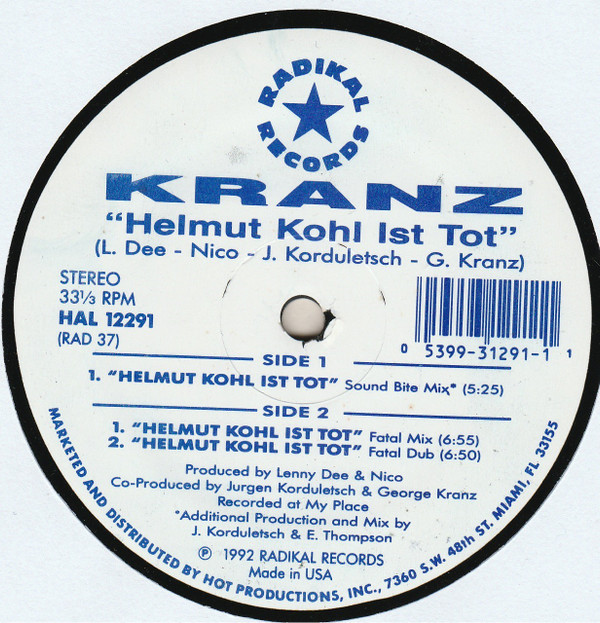 RADIKAL
RECORDS
KRANZ
“Helmut Kohl Ist Tot”
(L. Dee - Nico - J. Korduletsch - G. Kranz)
STEREO
33⅓ RPM
HAL 12291
(RAD 37)
0 5399-31291-1 1
SIDE 1
1. “HELMUT KOHL IST TOT” Sound Bite Mix* (5:25)
SIDE 2
1. “HELMUT KOHL IST TOT” Fatal Mix (6:55)
2. “HELMUT KOHL IST TOT” Fatal Dub (6:50)
Produced by Lenny Dee & Nico
Co-Produced by Jurgen Korduletsch & George Kranz
Recorded at My Place
*Additional Production and Mix by
J. Korduletsch & E. Thompson
℗ 1992 RADIKAL RECORDS
Made in USA
MARKETED AND DISTRIBUTED BY HOT PRODUCTIONS, INC., 7360 S.W. 48th ST. MIAMI, FL 33155